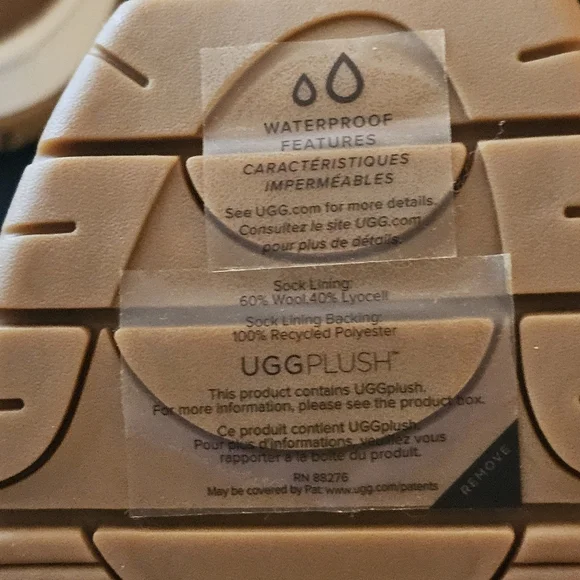 WATERPROOF
FEATURES
CARACTÉRISTIQUES
IMPERMÉABLES
See UGG.com for more details.
Consultez le site UGG.com
pour plus de détails.
Sock Lining:
60% Wool,40% Lyocell
Sock Lining Backing:
100% Recycled Polyester
UGGPLUSH™
This product contains UGGplush.
For more information, please see the product box.
Ce produit contient UGGplush.
Pour plus d'informations, veuillez vous
rapporter à la boîte du produit.
RN 88276
May be covered by Pat: www.ugg.com/patents
REMOVE